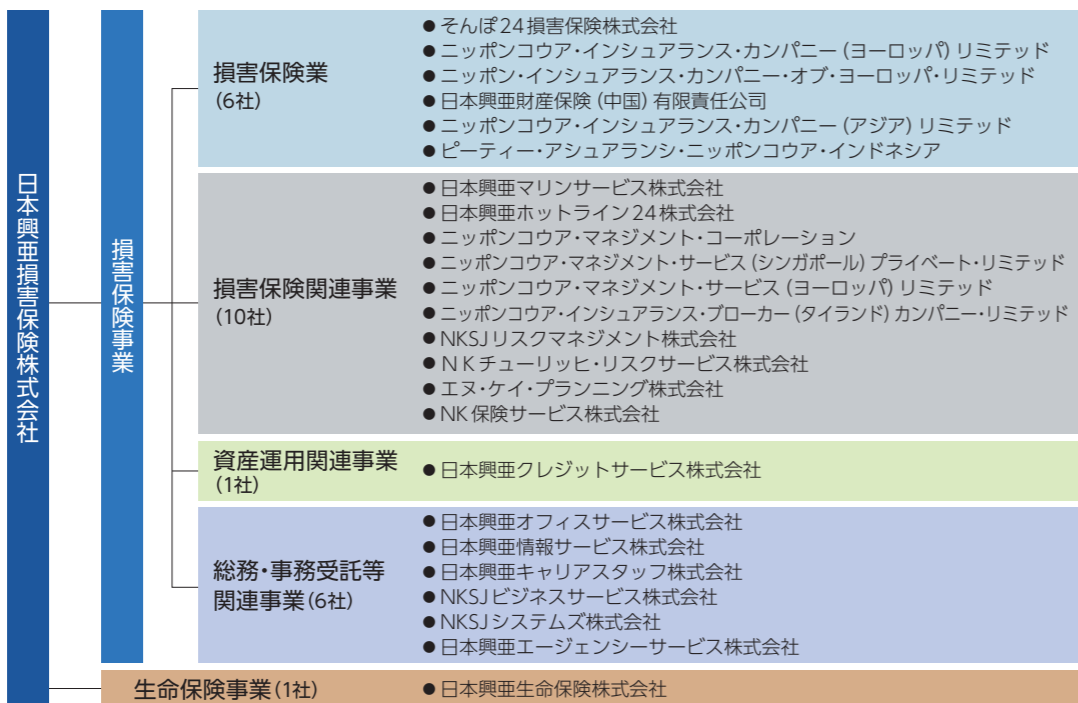 日本興亜損害保険株式会社
損害保険事業
損害保険業
(6社)
●そんぽ24損害保険株式会社
●ニッポンコウア・インシュアランス・カンパニー(ヨーロッパ)リミテッド
●ニッポン・インシュアランス・カンパニー・オブ・ヨーロッパ・リミテッド
●日本興亜財産保険(中国)有限責任公司
●ニッポンコウア・インシュアランス・カンパニー(アジア)リミテッド
●ピーティー・アシュアランシ・ニッポンコウア・インドネシア
損害保険関連事業
(10社)
●日本興亜マリンサービス株式会社
●日本興亜ホットライン24株式会社
●ニッポンコウア・マネジメント・コーポレーション
●ニッポンコウア・マネジメント・サービス(シンガポール)プライベート・リミテッド
●ニッポンコウア・マネジメント・サービス(ヨーロッパ)リミテッド
●ニッポンコウア・インシュアランス・ブローカー(タイランド)カンパニー・リミテッド
●NKSJリスクマネジメント株式会社
●NKチューリッヒ・リスクサービス株式会社
●エヌ・ケイ・プランニング株式会社
●NK保険サービス株式会社
資産運用関連事業
(1社)
●日本興亜クレジットサービス株式会社
総務・事務受託等
関連事業(6社)
●日本興亜オフィスサービス株式会社
●日本興亜情報サービス株式会社
●日本興亜キャリアスタッフ株式会社
●NKSJビジネスサービス株式会社
●NKSJシステムズ株式会社
●日本興亜エージェンシーサービス株式会社
生命保険事業(1社)
●日本興亜生命保険株式会社